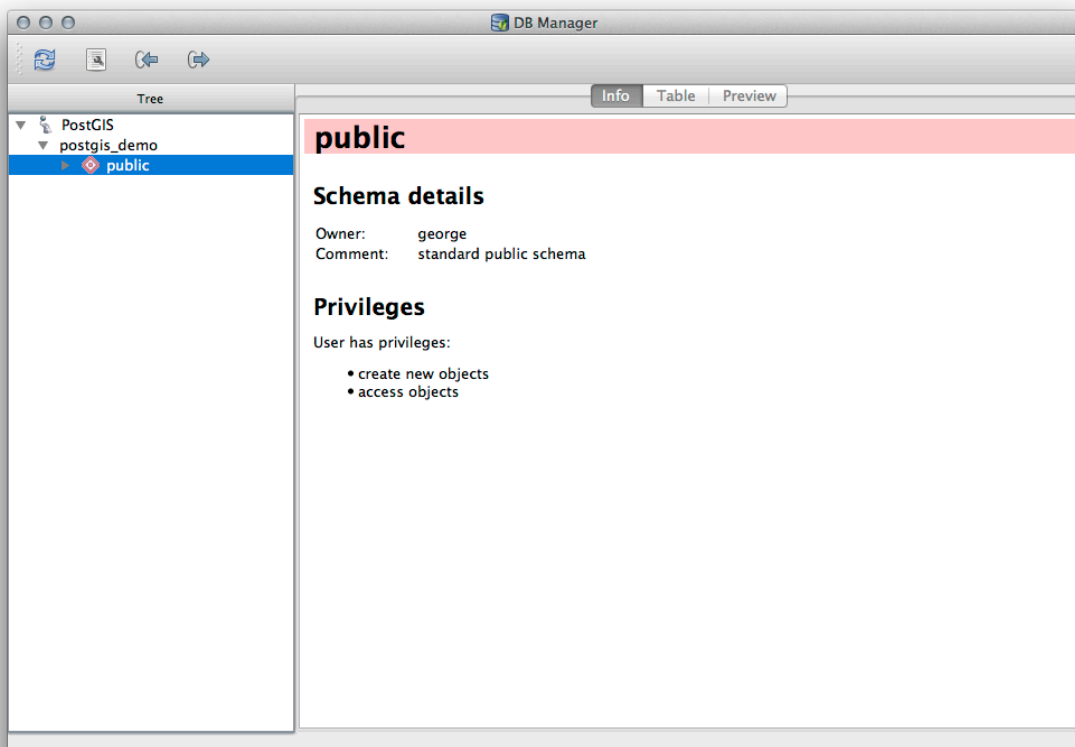 DB Manager
Tree
Info Table Preview
PostGIS
postgis_demo
public
public
Schema details
Owner: george
Comment: standard public schema
Privileges
User has privileges:
• create new objects
• access objects